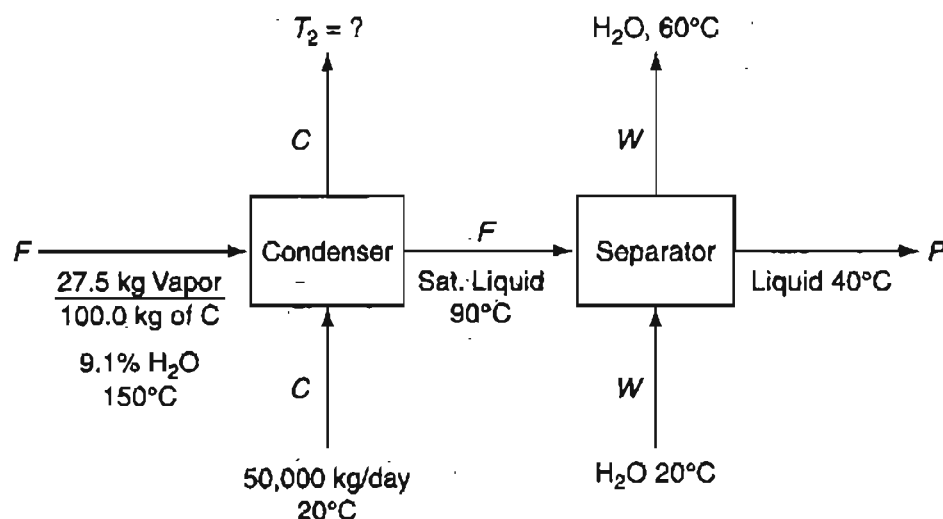 T₂ = ?
H₂O, 60°C
C
W
F
Condenser
F
Separator
P
27.5 kg Vapor
100.0 kg of C
Sat. Liquid
90°C
Liquid 40°C
9.1% H₂O
150°C
C
W
50,000 kg/day
20°C
H₂O 20°C